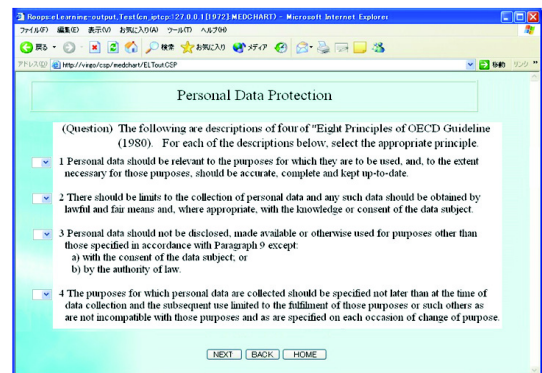 Roops:eLearning-output.Test(cn_iptcp:127.0.0.1[1972]:MEDCHART) - Microsoft Internet Explorer
ファイル(F) 編集(E) 表示(V) お気に入り(A) ツール(T) ヘルプ(H)
戻る 検索 お気に入り メディア
アドレス(D) http://virgo/csp/medchart/ELTout.CSP 移動 リンク
Personal Data Protection
(Question) The following are descriptions of four of "Eight Principles of OECD Guideline
(1980). For each of the descriptions below, select the appropriate principle.
1 Personal data should be relevant to the purposes for which they are to be used, and, to the extent
necessary for those purposes, should be accurate, complete and kept up-to-date.
2 There should be limits to the collection of personal data and any such data should be obtained by
lawful and fair means and, where appropriate, with the knowledge or consent of the data subject.
3 Personal data should not be disclosed, made available or otherwise used for purposes other than
those specified in accordance with Paragraph 9 except:
a) with the consent of the data subject; or
b) by the authority of law.
4 The purposes for which personal data are collected should be specified not later than at the time of
data collection and the subsequent use limited to the fulfilment of those purposes or such others as
are not incompatible with those purposes and as are specified on each occasion of change of purpose.
NEXT BACK HOME